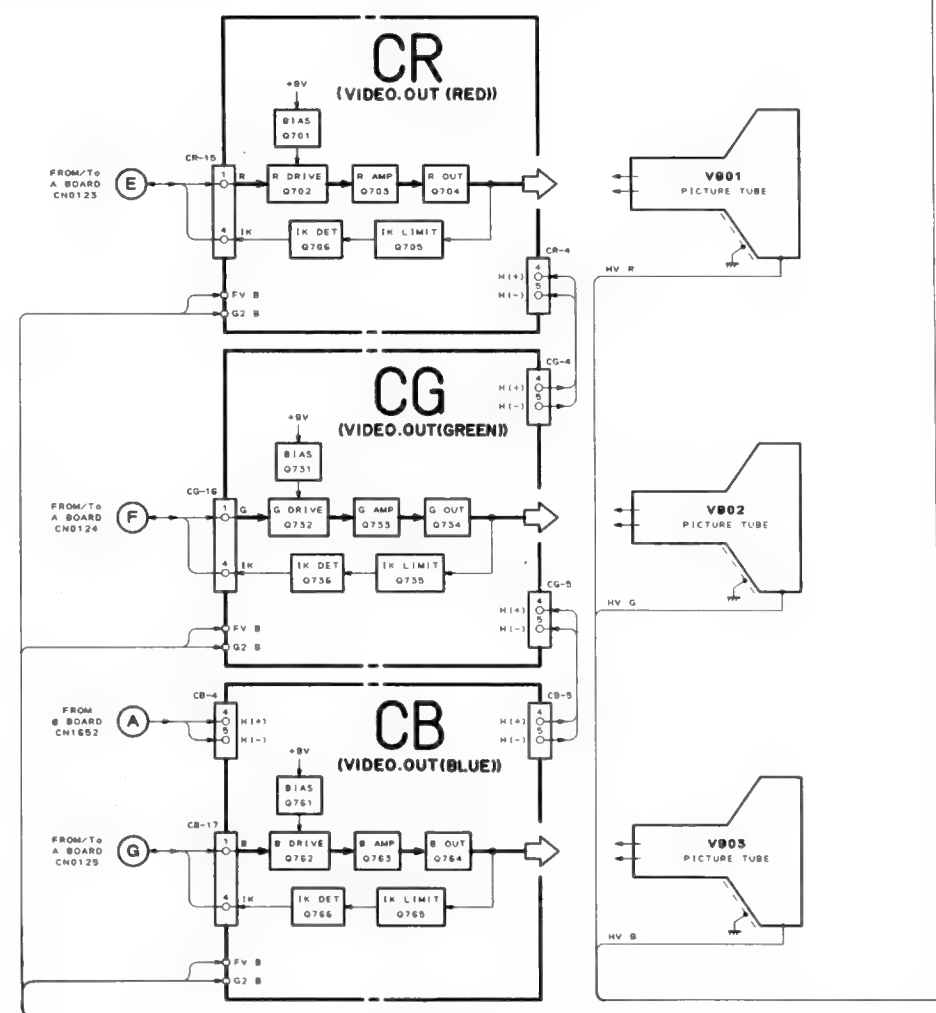 CR
(VIDEO.OUT (RED))
+9V
BIAS
Q701
CR-15
FROM/To
A BOARD
CN0123
E
1
R
R DRIVE
Q702
R AMP
Q703
R OUT
Q704
4
IK
IK DET
Q706
IK LIMIT
Q705
CR-4
H(+)
4
H(-)
5
FV B
G2 B
V901
PICTURE TUBE
HV R
CG
(VIDEO.OUT(GREEN))
CG-4
H(+)
4
H(-)
5
+9V
BIAS
Q731
CG-16
FROM/To
A BOARD
CN0124
F
1
G
G DRIVE
Q732
G AMP
Q733
G OUT
Q734
4
IK
IK DET
Q736
IK LIMIT
Q735
CG-5
H(+)
4
H(-)
5
FV B
G2 B
V902
PICTURE TUBE
HV G
CB
(VIDEO.OUT(BLUE))
CB-4
FROM
BOARD
CN1652
A
4
H(+)
5
H(-)
CB-5
H(+)
4
H(-)
5
+9V
BIAS
Q761
CB-17
FROM/To
A BOARD
CN0125
G
1
B
B DRIVE
Q762
B AMP
Q763
B OUT
Q764
4
IK
IK DET
Q766
IK LIMIT
Q765
FV B
G2 B
V903
PICTURE TUBE
HV B